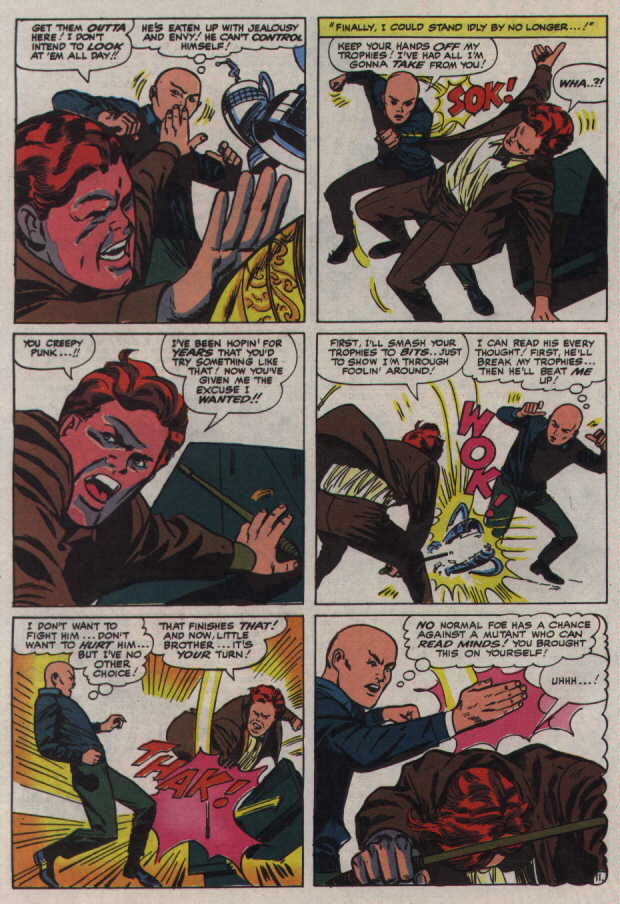 GET THEM OUTTA
HERE! I DON'T
INTEND TO LOOK
AT 'EM ALL DAY!!
HE'S EATEN UP WITH JEALOUSY
AND ENVY! HE CAN'T CONTROL
HIMSELF!
"FINALLY, I COULD STAND IDLY BY NO LONGER...!"
KEEP YOUR HANDS OFF MY
TROPHIES! I'VE HAD ALL I'M
GONNA TAKE FROM YOU!
SOK!
WHA..?!
YOU CREEPY
PUNK...!!
I'VE BEEN HOPIN' FOR
YEARS THAT YOU'D
TRY SOMETHING LIKE
THAT! NOW YOU'VE
GIVEN ME THE
EXCUSE I
WANTED!!
FIRST, I'LL SMASH YOUR
TROPHIES TO BITS...JUST
TO SHOW I'M THROUGH
FOOLIN' AROUND!
I CAN READ HIS EVERY
THOUGHT! FIRST, HE'LL
BREAK MY TROPHIES...
THEN HE'LL BEAT ME
UP!
WOK!
I DON'T WANT TO
FIGHT HIM...DON'T
WANT TO HURT HIM...
BUT I'VE NO
OTHER
CHOICE!
THAT FINISHES THAT!
AND NOW, LITTLE
BROTHER...IT'S
YOUR TURN!
THAK!
NO NORMAL FOE HAS A CHANCE
AGAINST A MUTANT WHO CAN
READ MINDS! YOU BROUGHT
THIS ON YOURSELF!
UHHH...!
11